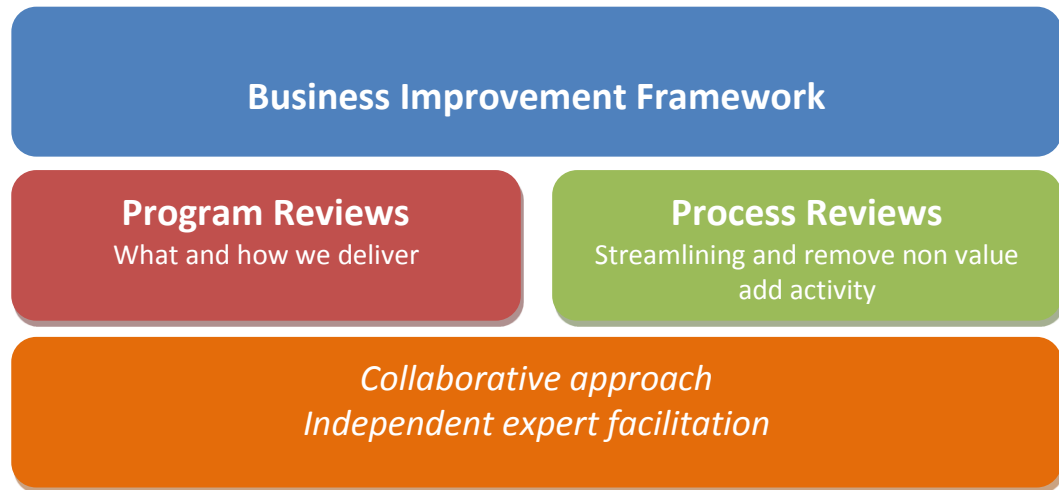 Business Improvement Framework
Program Reviews
What and how we deliver
Process Reviews
Streamlining and remove non value
add activity
Collaborative approach
Independent expert facilitation